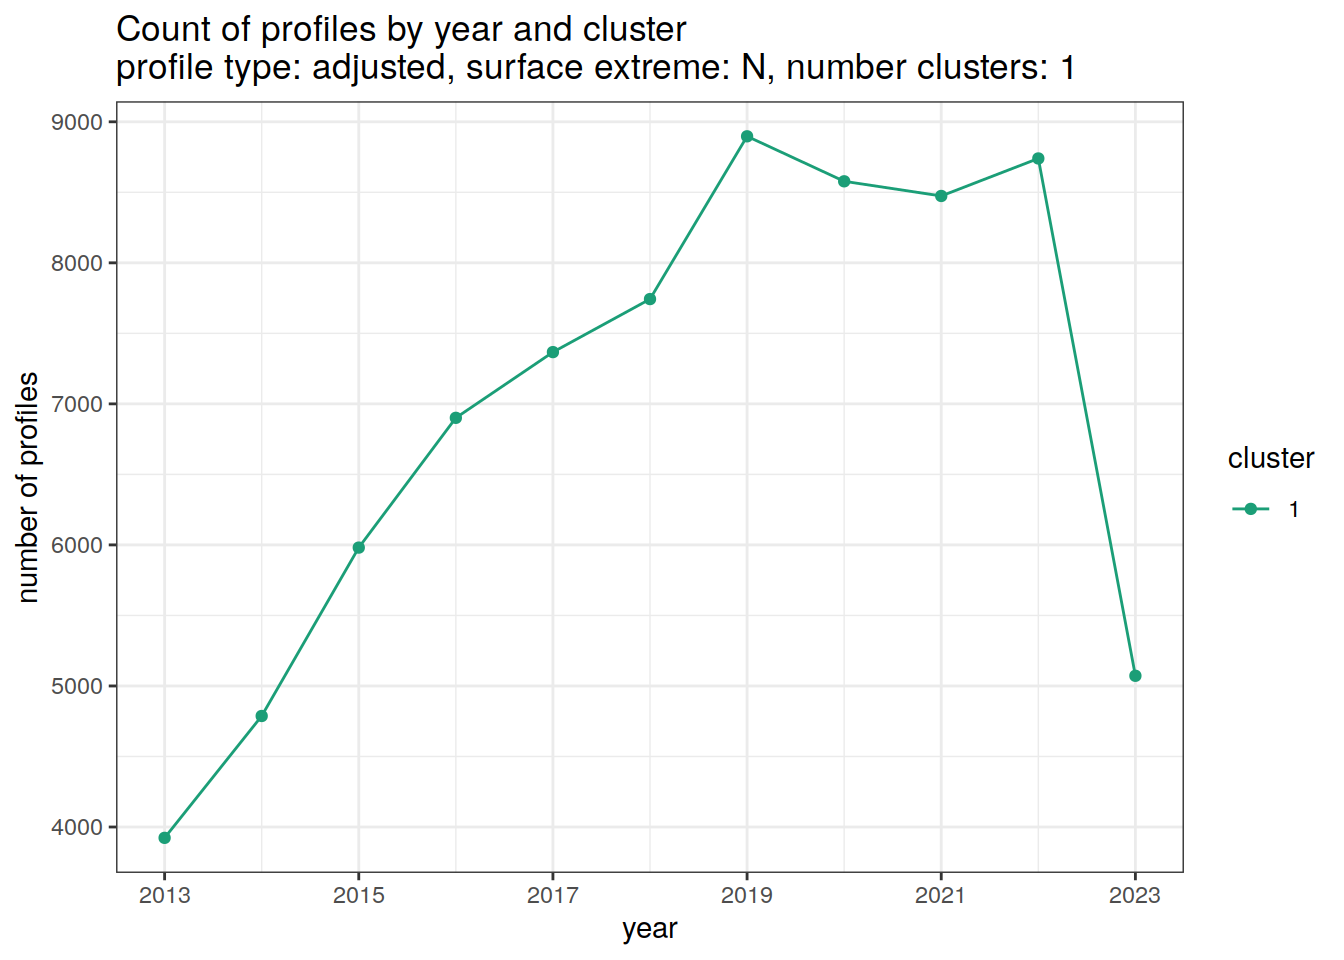 Count of profiles by year and cluster
profile type: adjusted, surface extreme: N, number clusters: 1
9000
8000
7000
6000
5000
4000
number of profiles
2013 2015 2017 2019 2021 2023
year
cluster
1